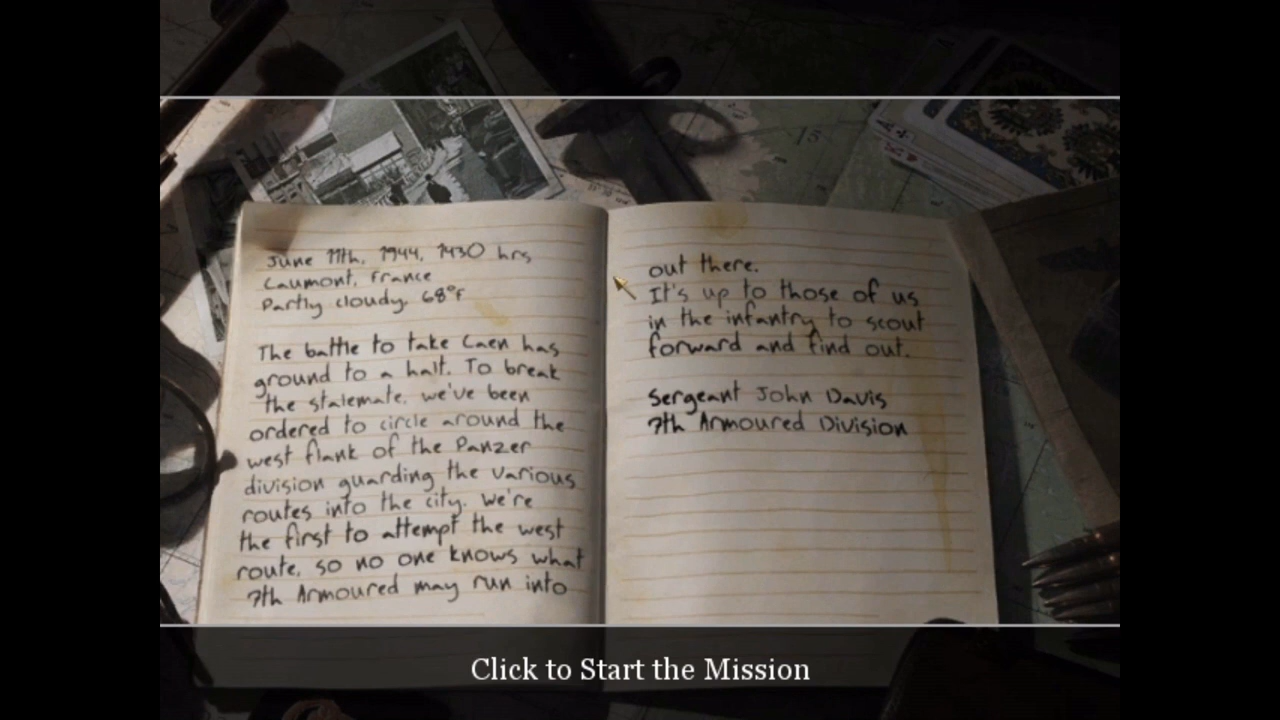 June 11th, 1944, 1430 hrs
Caumont, France
Partly cloudy, 68°F
The battle to take Caen has
ground to a halt. To break
the stalemate, we've been
ordered to circle around the
west flank of the Panzer
division guarding the various
routes into the city. We're
the first to attempt the west
route, so no one knows what
7th Armoured may run into
out there.
It's up to those of us
in the infantry to scout
forward and find out.
Sergeant John Davis
7th Armoured Division
Click to Start the Mission